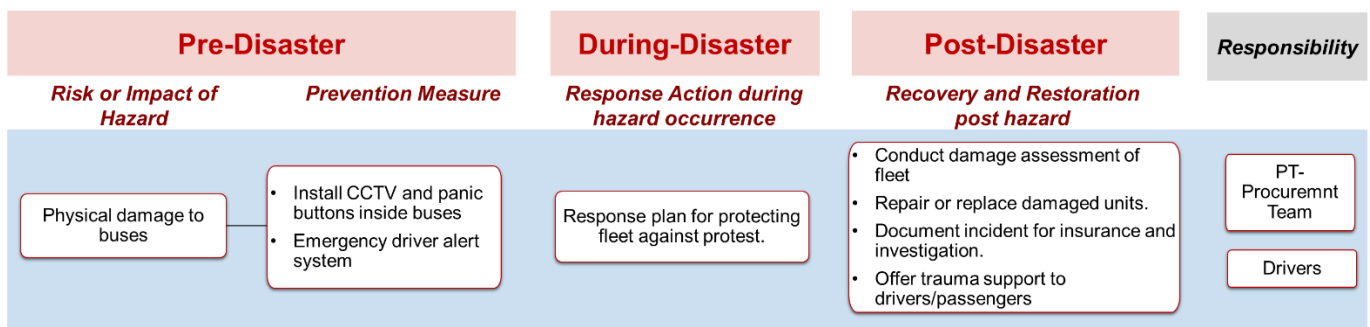 Pre-Disaster
During-Disaster
Post-Disaster
Responsibility
Risk or Impact of
Hazard
Prevention Measure
Response Action during
hazard occurrence
Recovery and Restoration
post hazard
Physical damage to
buses
• Install CCTV and panic
buttons inside buses
• Emergency driver alert
system
Response plan for protecting
fleet against protest.
• Conduct damage assessment of
fleet
• Repair or replace damaged units.
• Document incident for insurance and
investigation.
• Offer trauma support to
drivers/passengers
PT-
Procuremnt
Team
Drivers